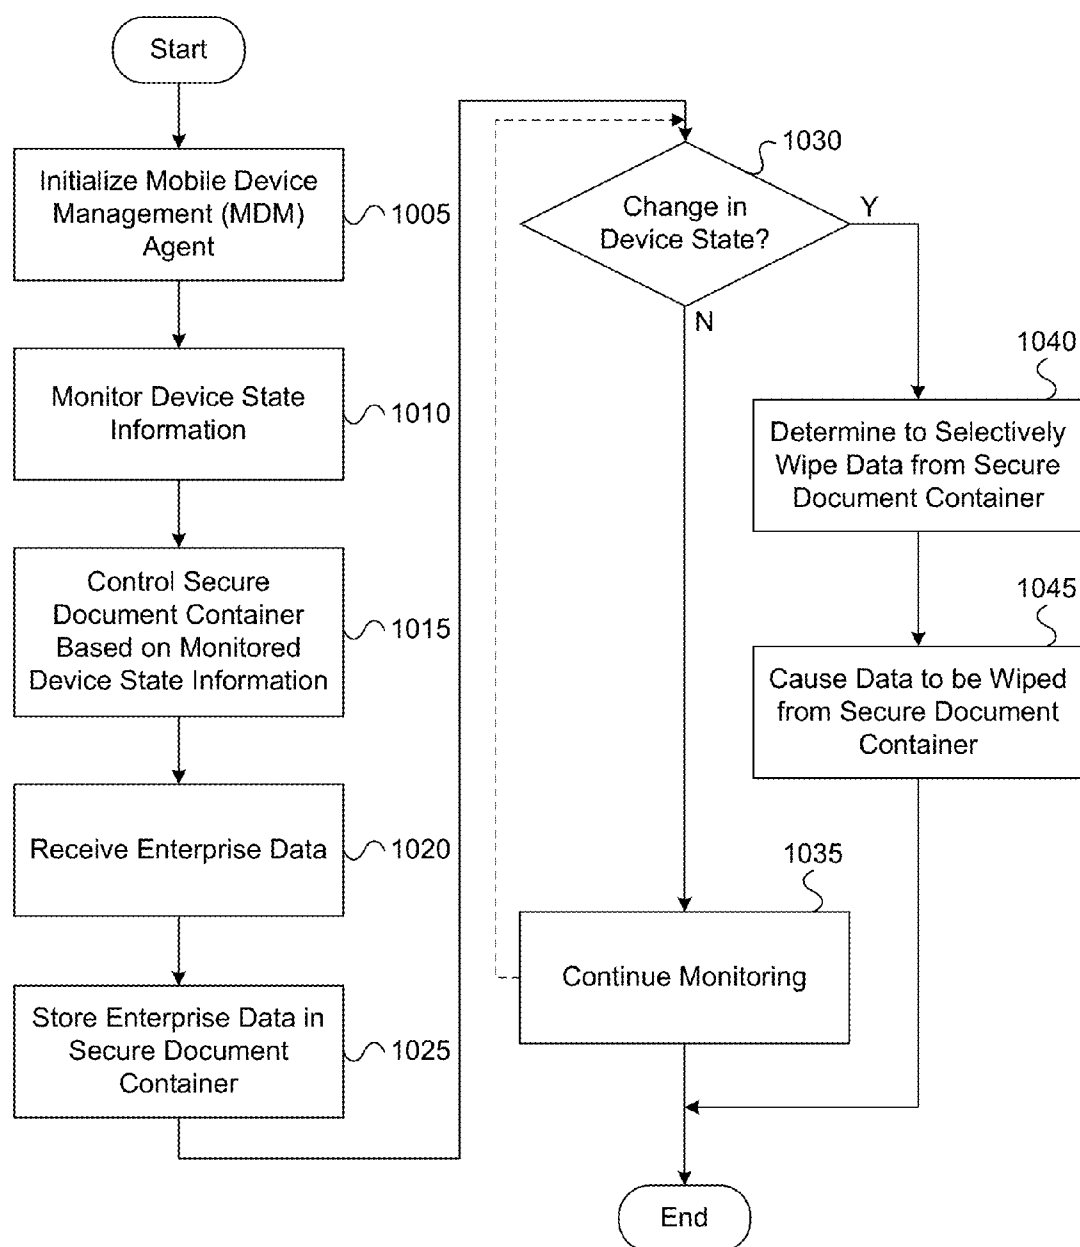 Start
Initialize Mobile Device
Management (MDM)
Agent
1005
Monitor Device State
Information
1010
Control Secure
Document Container
Based on Monitored
Device State Information
1015
Receive Enterprise Data
1020
Store Enterprise Data in
Secure Document
Container
1025
Change in
Device State?
1030
Y
N
1040
Determine to Selectively
Wipe Data from Secure
Document Container
1045
Cause Data to be Wiped
from Secure Document
Container
1035
Continue Monitoring
End